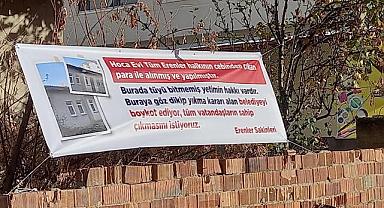 Hoca Evi Tüm Erenler halkının cebinden çıkan
para ile alınmış ve yapılmıştır.
Burada tüyü bitmemiş yetimin hakkı vardır.
Buraya göz dikip yıkma kararı alan belediyeyi
boykot ediyor, tüm vatandaşların sahip
çıkmasını istiyoruz.
Erenler Sakinleri